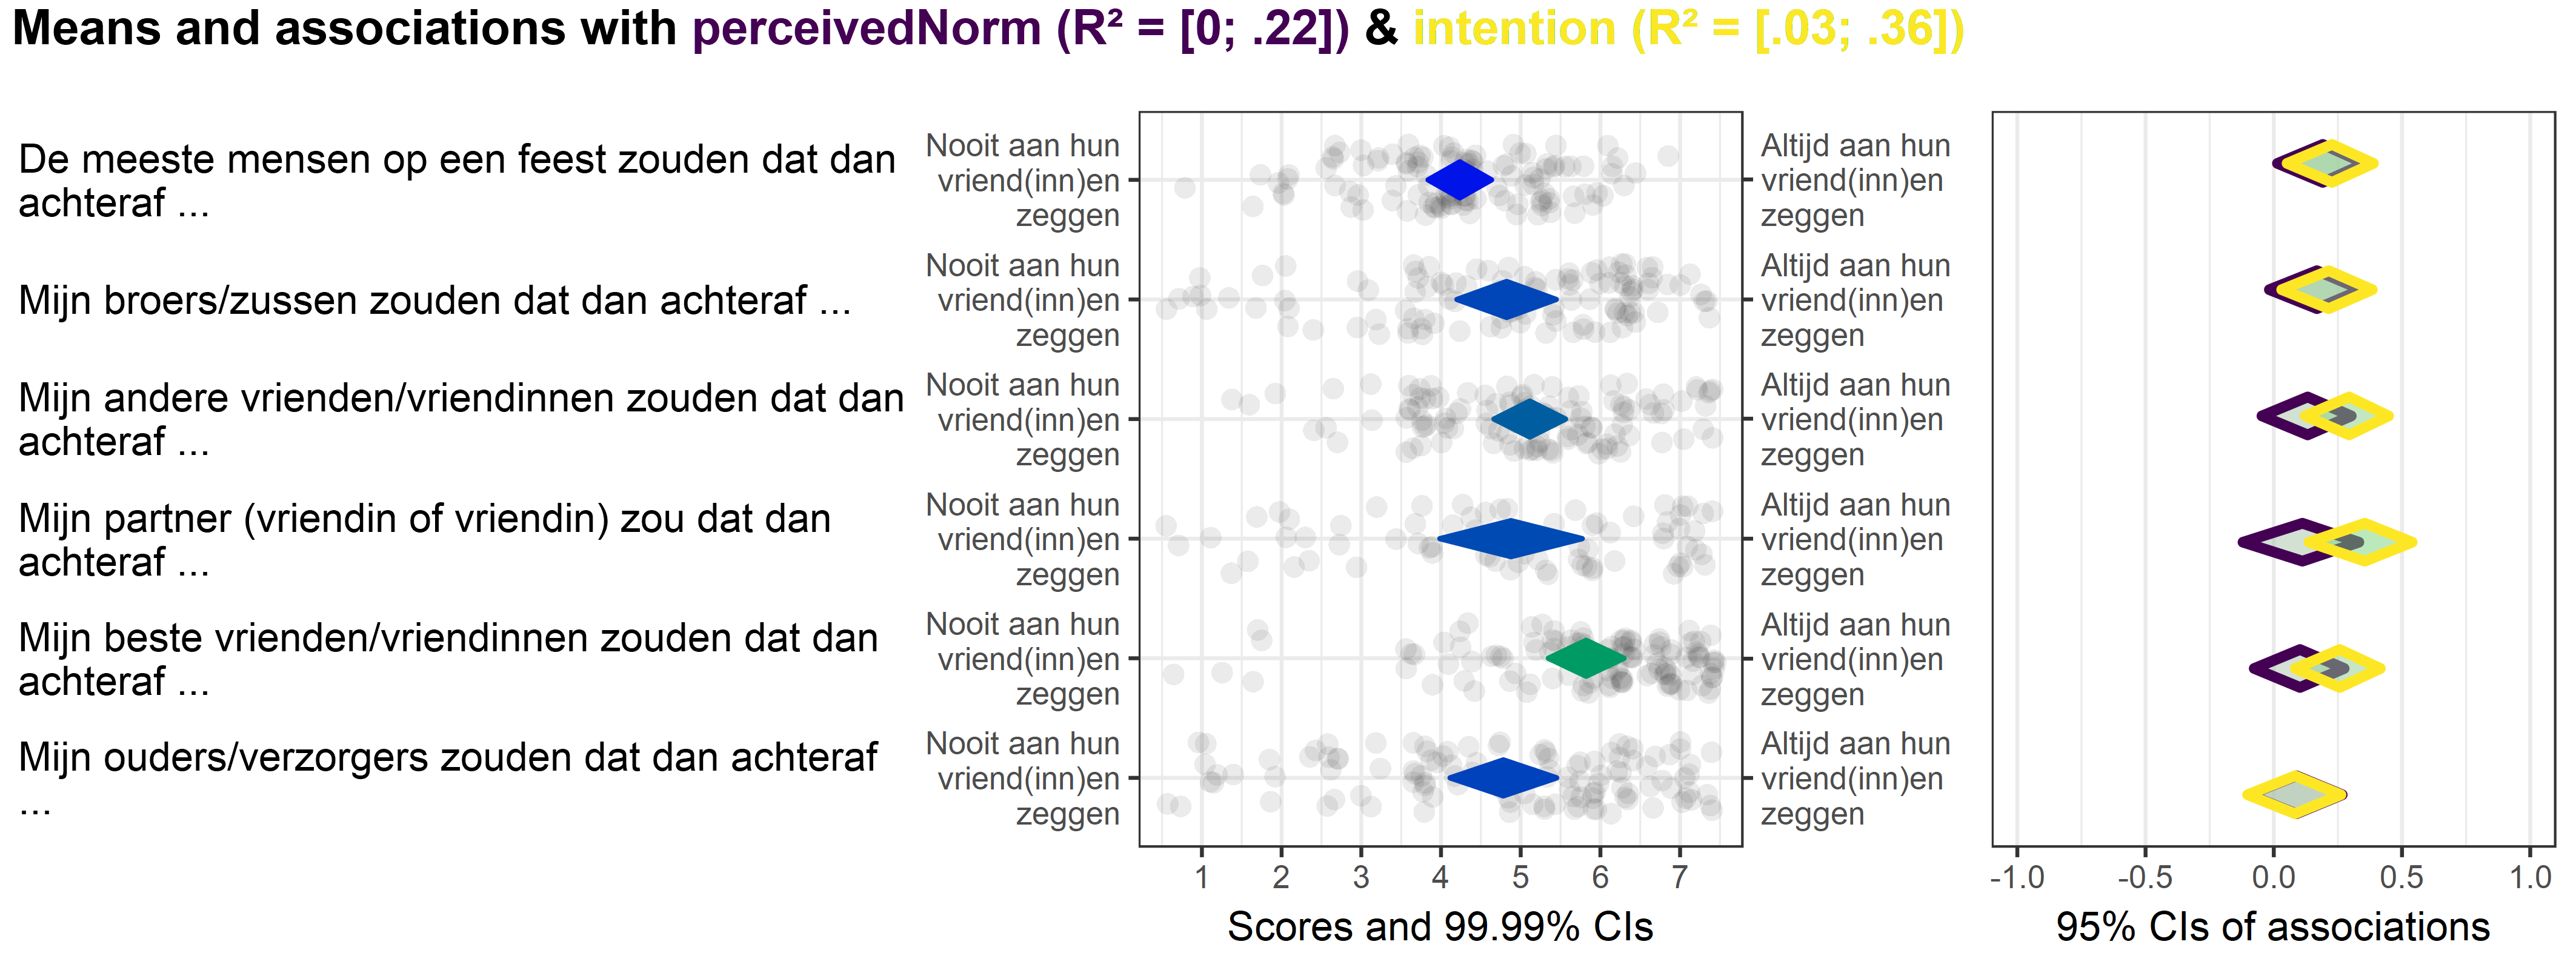 Means and associations with perceivedNorm (R² = [0; .22]) & intention (R² = [.03; .36])
De meeste mensen op een feest zouden dat dan
achteraf ...
Nooit aan hun
vriend(inn)en
zeggen
Altijd aan hun
vriend(inn)en
zeggen
Mijn broers/zussen zouden dat dan achteraf ...
Nooit aan hun
vriend(inn)en
zeggen
Altijd aan hun
vriend(inn)en
zeggen
Mijn andere vrienden/vriendinnen zouden dat dan
achteraf ...
Nooit aan hun
vriend(inn)en
zeggen
Altijd aan hun
vriend(inn)en
zeggen
Mijn partner (vriendin of vriendin) zou dat dan
achteraf ...
Nooit aan hun
vriend(inn)en
zeggen
Altijd aan hun
vriend(inn)en
zeggen
Mijn beste vrienden/vriendinnen zouden dat dan
achteraf ...
Nooit aan hun
vriend(inn)en
zeggen
Altijd aan hun
vriend(inn)en
zeggen
Mijn ouders/verzorgers zouden dat dan achteraf
...
Nooit aan hun
vriend(inn)en
zeggen
Altijd aan hun
vriend(inn)en
zeggen
1 2 3 4 5 6 7
Scores and 99.99% CIs
-1.0 -0.5 0.0 0.5 1.0
95% CIs of associations